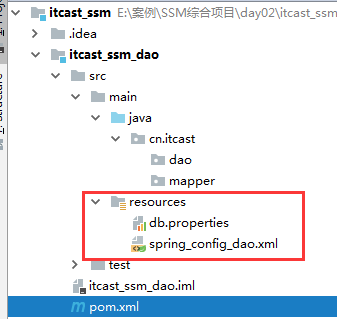 itcast_ssm E:\案例\SSM综合项目\day02\itcast_ssm
.idea
itcast_ssm_dao
src
main
java
cn.itcast
dao
mapper
resources
db.properties
spring_config_dao.xml
test
itcast_ssm_dao.iml
pom.xml